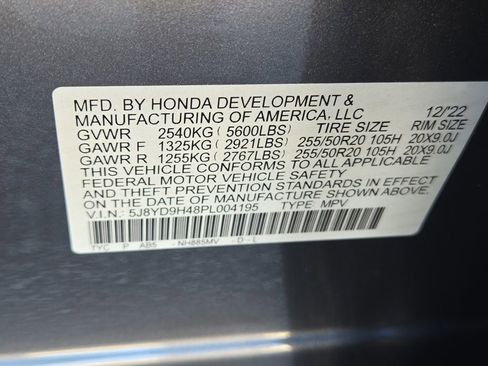 MFD. BY HONDA DEVELOPMENT &
MANUFACTURING OF AMERICA, LLC 12/'22
GVWR 2540KG (5600LBS) TIRE SIZE RIM SIZE
GAWR F 1325KG (2921LBS) 255/50R20 105H 20X9.0J
GAWR R 1255KG (2767LBS) 255/50R20 105H 20X9.0J
THIS VEHICLE CONFORMS TO ALL APPLICABLE
FEDERAL MOTOR VEHICLE SAFETY
AND THEFT PREVENTION STANDARDS IN EFFECT
ON THE DATE OF MANUFACTURE SHOWN ABOVE.
V.I.N.: 5J8YD9H48PL004195 TYPE: MPV
TYC P AB5 - NH885MV - D - L